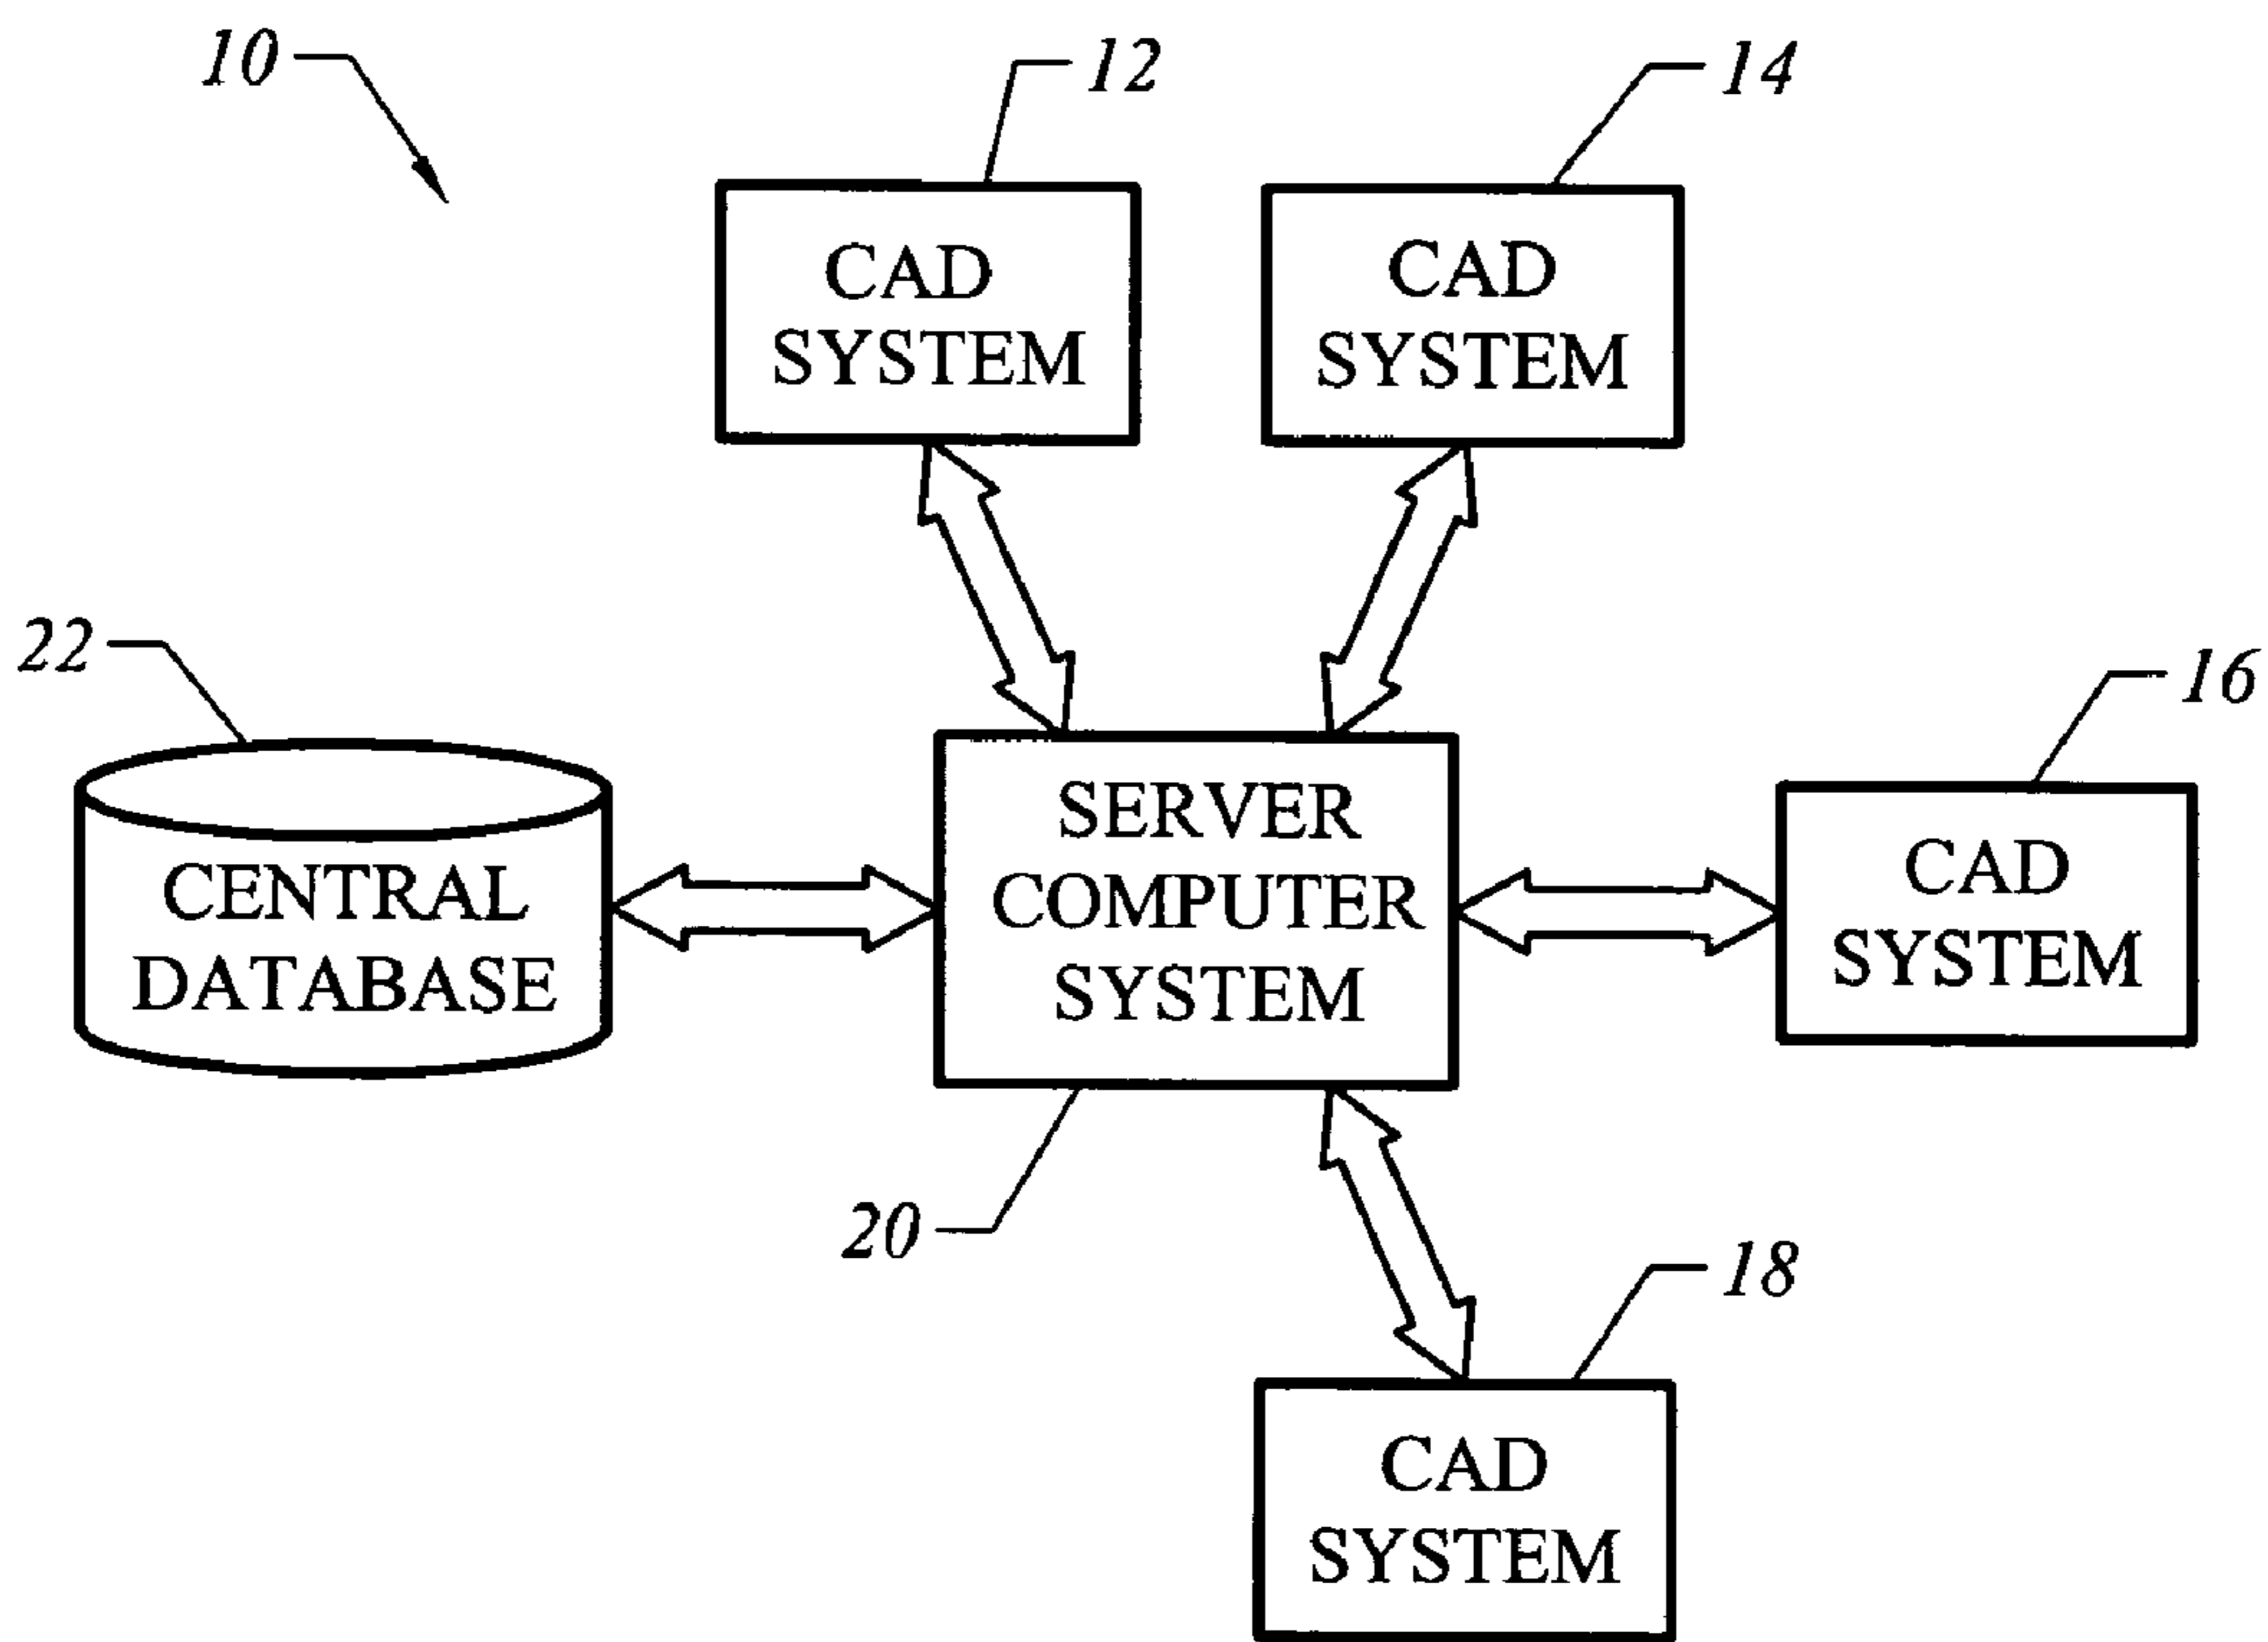 10
12
14
CAD
SYSTEM
CAD
SYSTEM
22
16
CENTRAL
DATABASE
SERVER
COMPUTER
SYSTEM
CAD
SYSTEM
20
18
CAD
SYSTEM